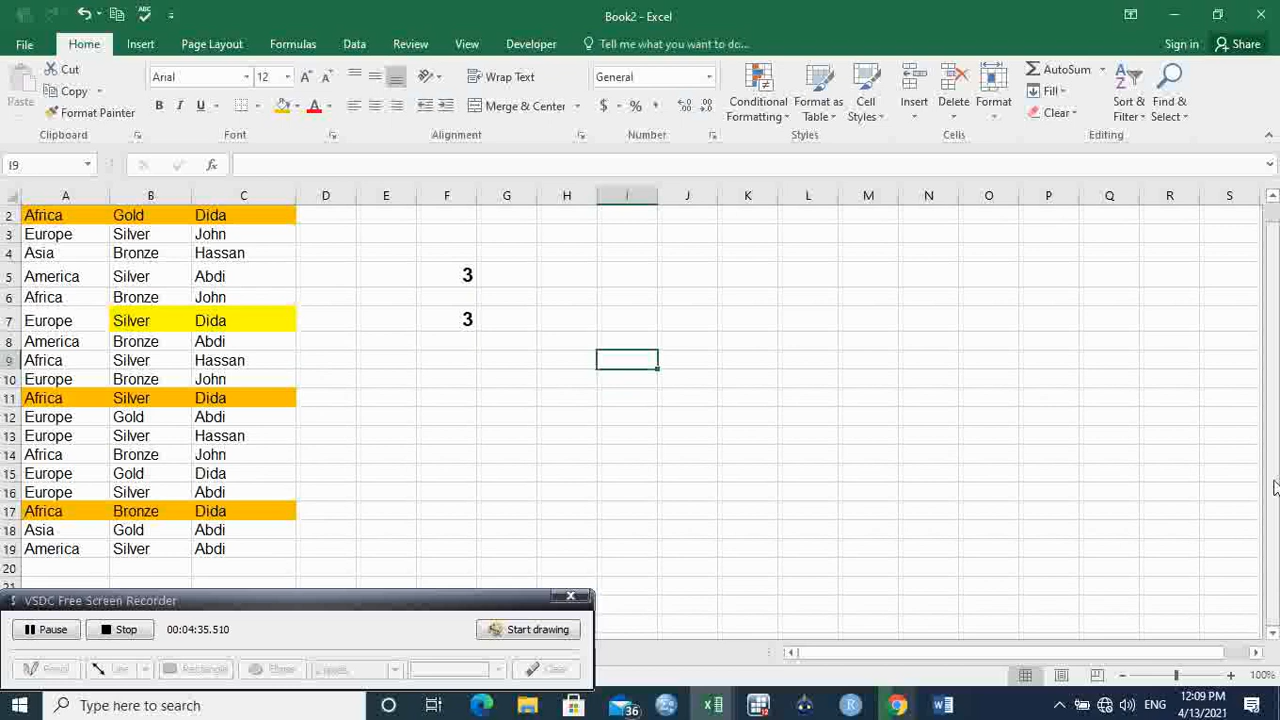 Book2 - Excel
File Home Insert Page Layout Formulas Data Review View Developer Tell me what you want to do... Sign in Share
Paste Cut Copy Format Painter
Arial 12 B I U
Wrap Text Merge & Center
General $ %
Conditional Formatting Format as Table Cell Styles
Insert Delete Format
AutoSum Fill Clear Sort & Filter Find & Select
Clipboard Font Alignment Number Styles Cells Editing
I9 fx
A B C D E F G H I J K L M N O P Q R S
2 Africa Gold Dida
3 Europe Silver John
4 Asia Bronze Hassan
5 America Silver Abdi 3
6 Africa Bronze John
7 Europe Silver Dida 3
8 America Bronze Abdi
9 Africa Silver Hassan
10 Europe Bronze John
11 Africa Silver Dida
12 Europe Gold Abdi
13 Europe Silver Hassan
14 Africa Bronze John
15 Europe Gold Dida
16 Europe Silver Abdi
17 Africa Bronze Dida
18 Asia Gold Abdi
19 America Silver Abdi
20
21
VSDC Free Screen Recorder
Pause Stop 00:04:35.510 Start drawing
Pencil Line Rectangle Clear
100%
Type here to search 36 R ENG 12:09 PM
4/13/2021